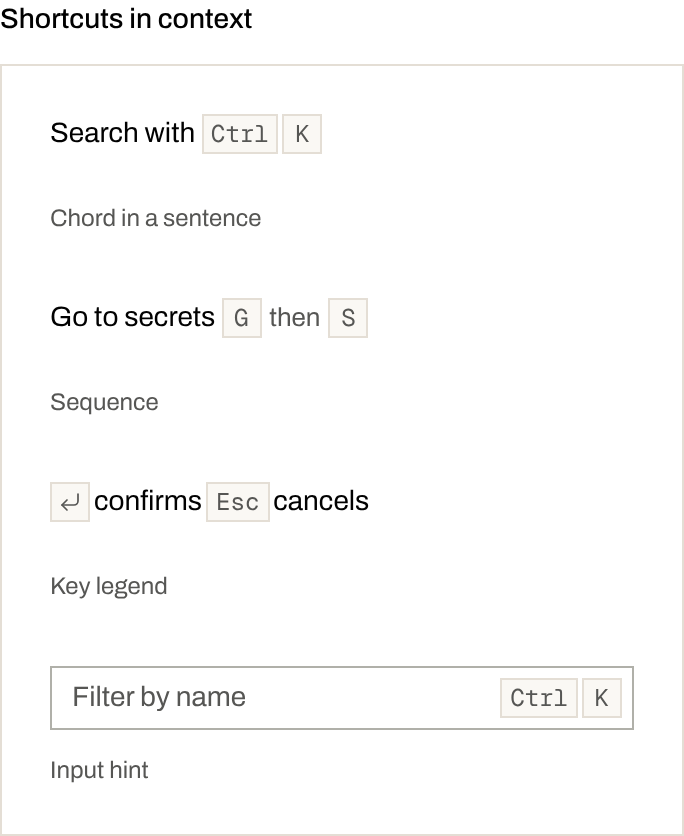 Shortcuts in context
Search with Ctrl K
Chord in a sentence
Go to secrets G then S
Sequence
↵ confirms Esc cancels
Key legend
Filter by name Ctrl K
Input hint